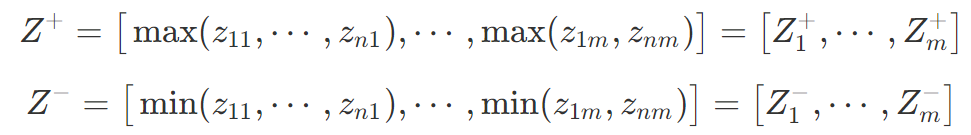 Z⁺ = [max(z₁₁, ⋯ , zₙ₁), ⋯ , max(z₁ₘ, zₙₘ)] = [Z₁⁺, ⋯ , Zₘ⁺]
Z⁻ = [min(z₁₁, ⋯ , zₙ₁), ⋯ , min(z₁ₘ, zₙₘ)] = [Z₁⁻, ⋯ , Zₘ⁻]